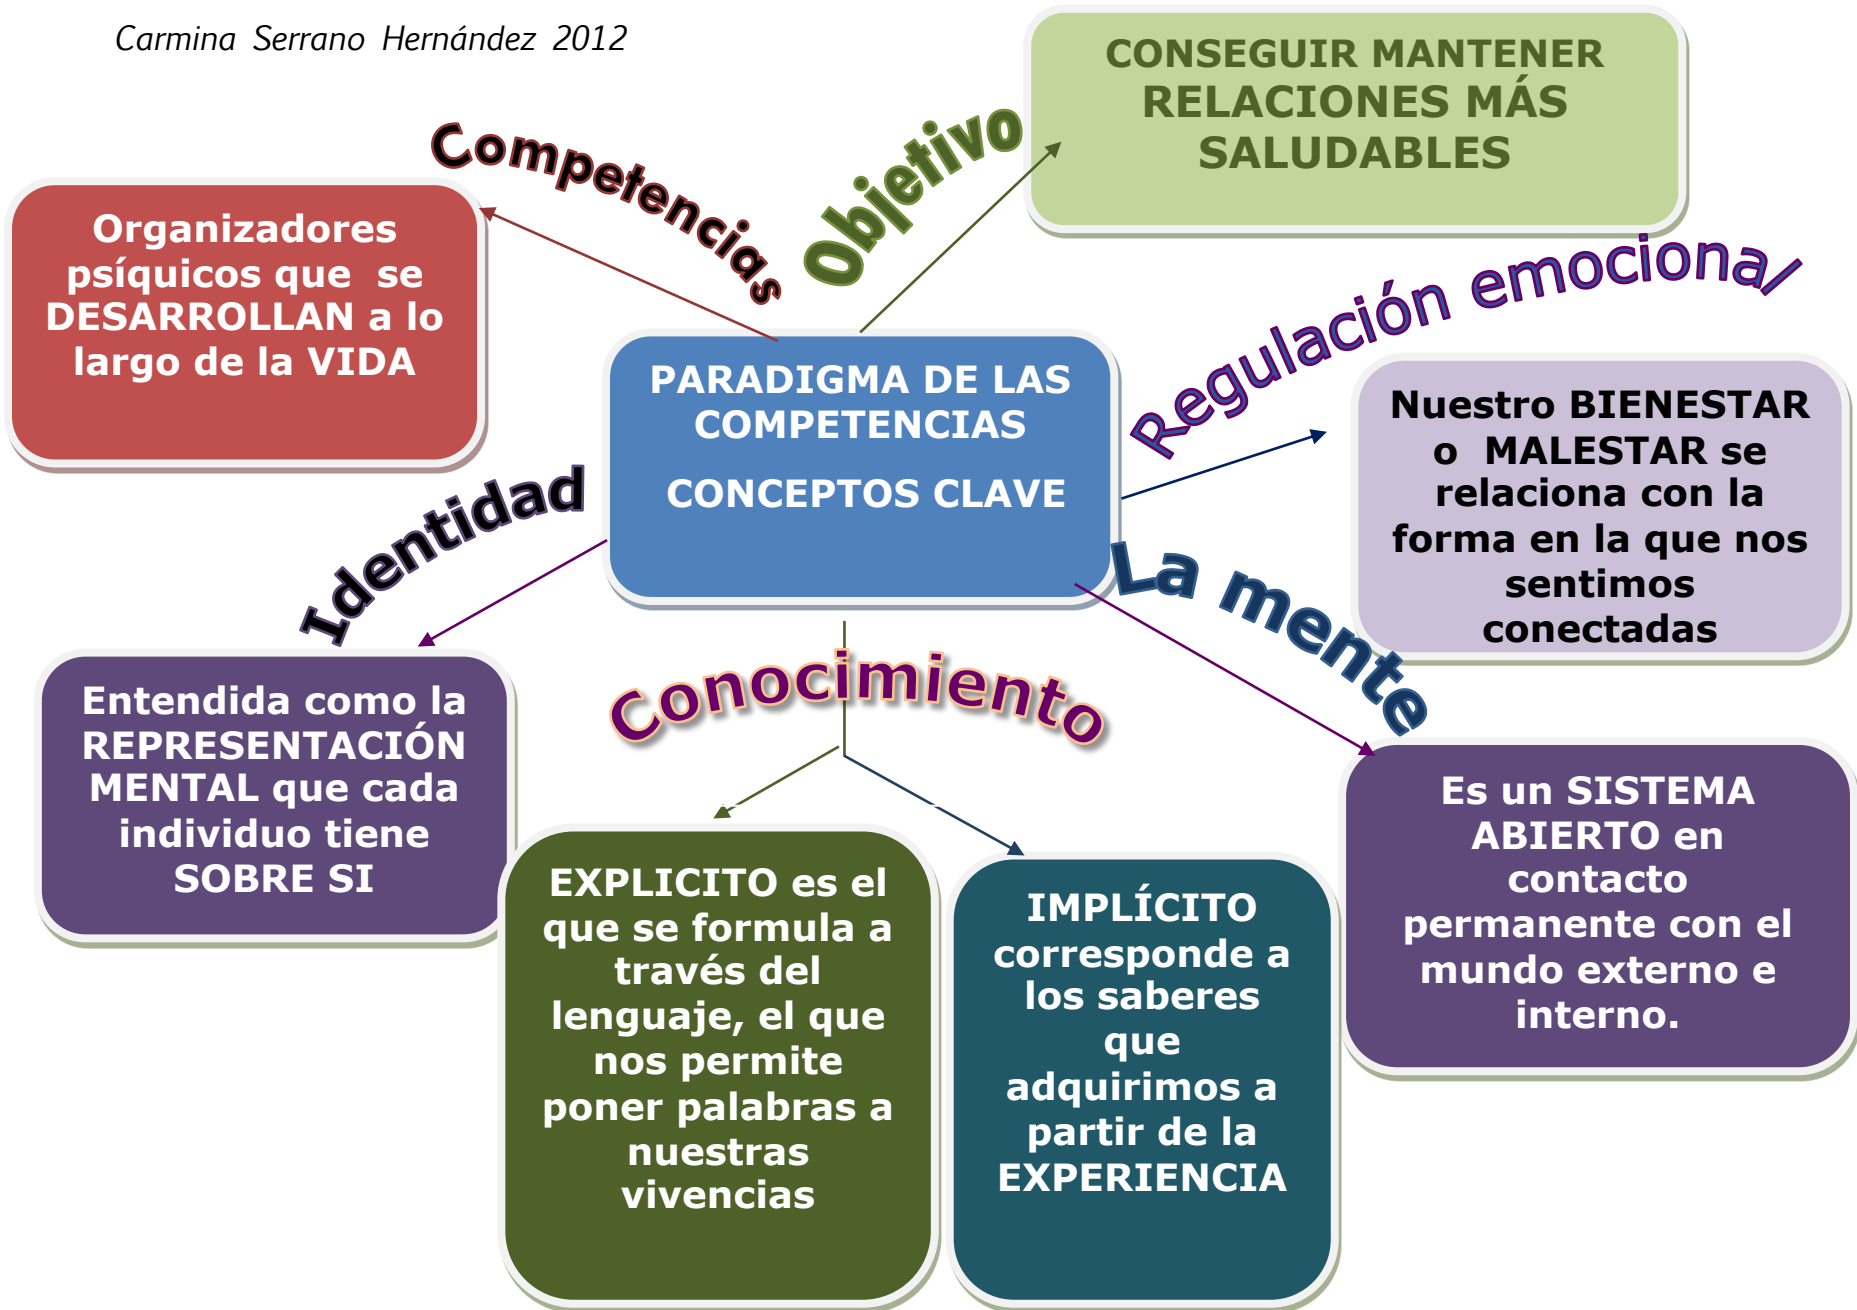 Carmina Serrano Hernández 2012
CONSEGUIR MANTENER
RELACIONES MÁS
SALUDABLES
Competencias
Objetivo
Organizadores
psíquicos que se
DESARROLLAN a lo
largo de la VIDA
Regulación emocional
PARADIGMA DE LAS
COMPETENCIAS
CONCEPTOS CLAVE
Nuestro BIENESTAR
o MALESTAR se
relaciona con la
forma en la que nos
sentimos
conectadas
Identidad
La mente
Conocimiento
Entendida como la
REPRESENTACIÓN
MENTAL que cada
individuo tiene
SOBRE SI
EXPLICITO es el
que se formula a
través del
lenguaje, el que
nos permite
poner palabras a
nuestras
vivencias
IMPLÍCITO
corresponde a
los saberes
que
adquirimos a
partir de la
EXPERIENCIA
Es un SISTEMA
ABIERTO en
contacto
permanente con el
mundo externo e
interno.